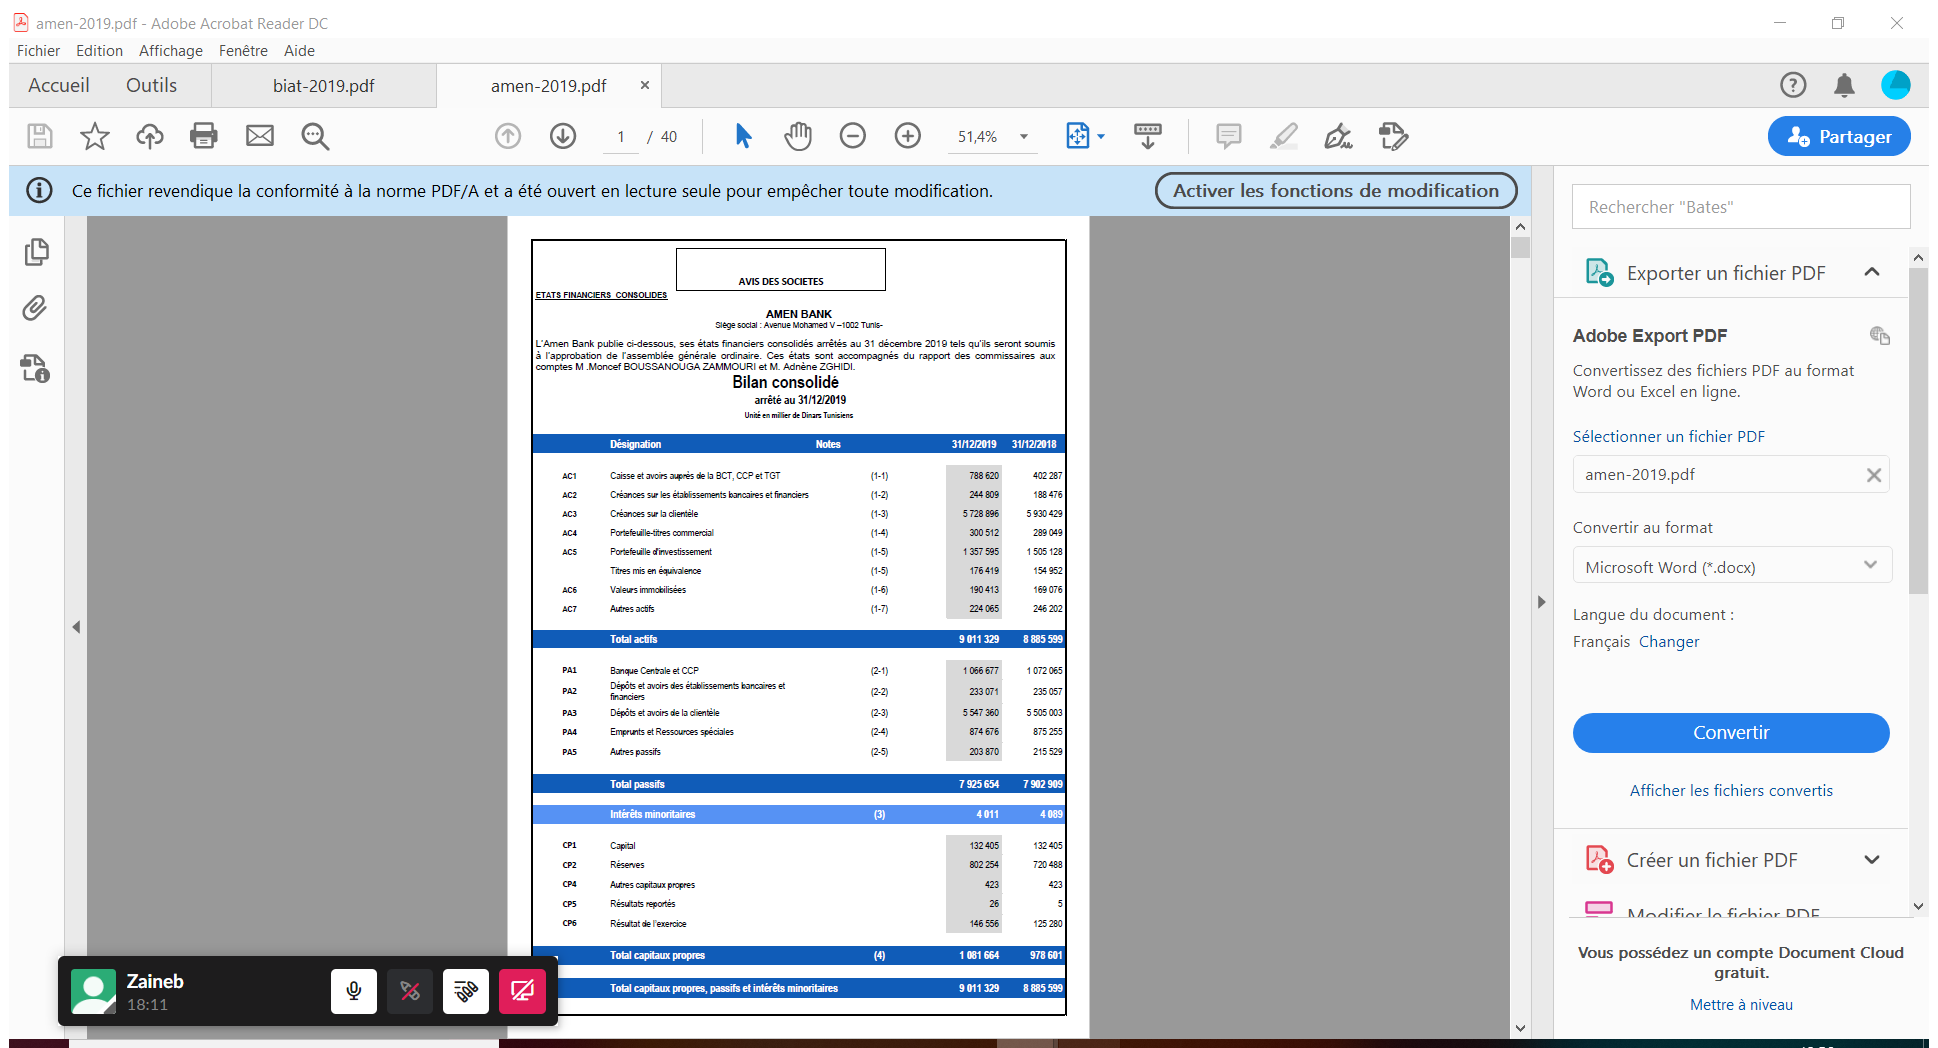 amen-2019.pdf - Adobe Acrobat Reader DC
Fichier Edition Affichage Fenêtre Aide
Accueil Outils biat-2019.pdf amen-2019.pdf ×
1 / 40 51,4% Partager
Ce fichier revendique la conformité à la norme PDF/A et a été ouvert en lecture seule pour empêcher toute modification. Activer les fonctions de modification
AVIS DES SOCIETES
ETATS FINANCIERS CONSOLIDES
AMEN BANK
Siège social : Avenue Mohamed V –1002 Tunis-
L'Amen Bank publie ci-dessous, ses états financiers consolidés arrêtés au 31 décembre 2019 tels qu'ils seront soumis
à l'approbation de l'assemblée générale ordinaire. Ces états sont accompagnés du rapport des commissaires aux
comptes M .Moncef BOUSSANOUGA ZAMMOURI et M. Adnène ZGHIDI.
Bilan consolidé
arrêté au 31/12/2019
Unité en millier de Dinars Tunisiens
Désignation Notes 31/12/2019 31/12/2018
AC1 Caisse et avoirs auprès de la BCT, CCP et TGT (1-1) 788 620 402 287
AC2 Créances sur les établissements bancaires et financiers (1-2) 244 809 188 476
AC3 Créances sur la clientèle (1-3) 5 728 896 5 930 429
AC4 Portefeuille-titres commercial (1-4) 300 512 289 049
AC5 Portefeuille d'investissement (1-5) 1 357 595 1 505 128
Titres mis en équivalence (1-5) 176 419 154 952
AC6 Valeurs immobilisées (1-6) 190 413 169 076
AC7 Autres actifs (1-7) 224 065 246 202
Total actifs 9 011 329 8 885 599
PA1 Banque Centrale et CCP (2-1) 1 066 677 1 072 065
PA2 Dépôts et avoirs des établissements bancaires et
financiers (2-2) 233 071 235 057
PA3 Dépôts et avoirs de la clientèle (2-3) 5 547 360 5 505 003
PA4 Emprunts et Ressources spéciales (2-4) 874 676 875 255
PA5 Autres passifs (2-5) 203 870 215 529
Total passifs 7 925 654 7 902 909
Intérêts minoritaires (3) 4 011 4 089
CP1 Capital 132 405 132 405
CP2 Réserves 802 254 720 488
CP4 Autres capitaux propres 423 423
CP5 Résultats reportés 26 5
CP6 Résultat de l'exercice 146 556 125 280
Total capitaux propres (4) 1 081 664 978 601
Total capitaux propres, passifs et intérêts minoritaires 9 011 329 8 885 599
Zaineb
18:11
Rechercher "Bates"
Exporter un fichier PDF
Adobe Export PDF
Convertissez des fichiers PDF au format
Word ou Excel en ligne.
Sélectionner un fichier PDF
amen-2019.pdf
Convertir au format
Microsoft Word (*.docx)
Langue du document :
Français Changer
Convertir
Afficher les fichiers convertis
Créer un fichier PDF
Modifier le fichier PDF
Vous possédez un compte Document Cloud
gratuit.
Mettre à niveau